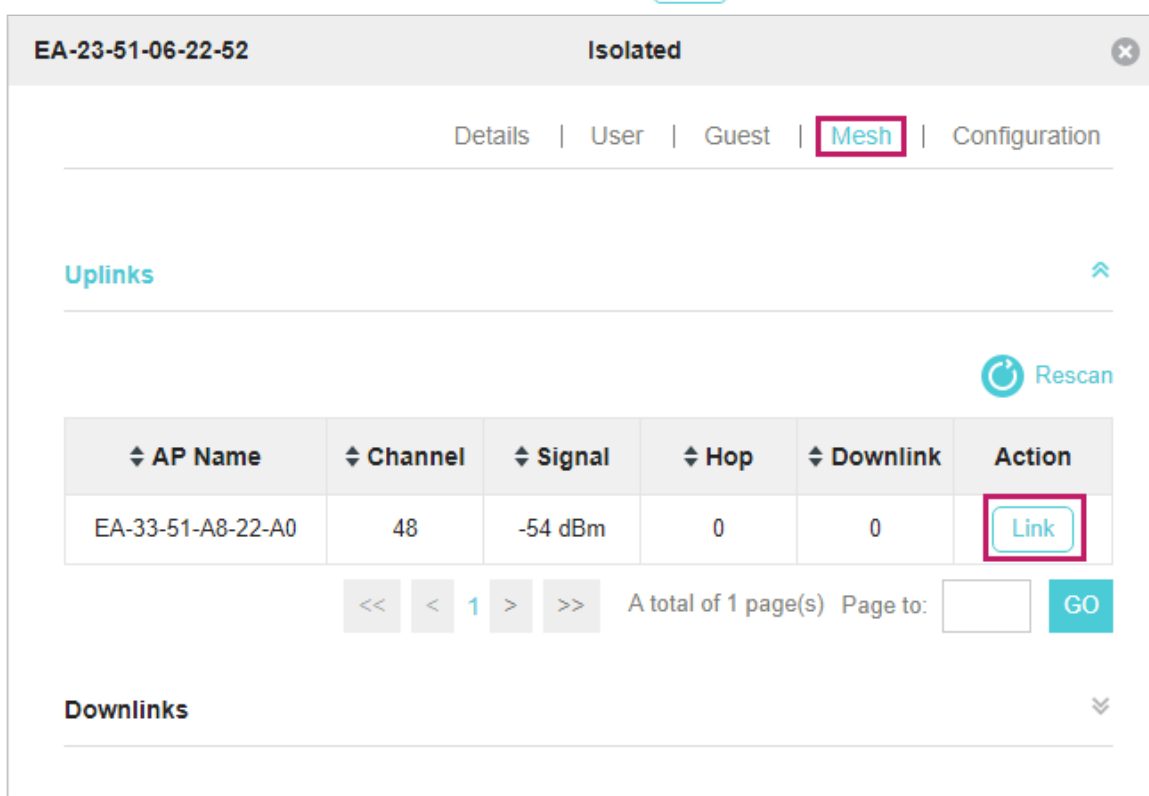 EA-23-51-06-22-52 Isolated
Details | User | Guest | Mesh | Configuration
Uplinks
Rescan
AP Name Channel Signal Hop Downlink Action
EA-33-51-A8-22-A0 48 -54 dBm 0 0 Link
<< < 1 > >> A total of 1 page(s) Page to: GO
Downlinks